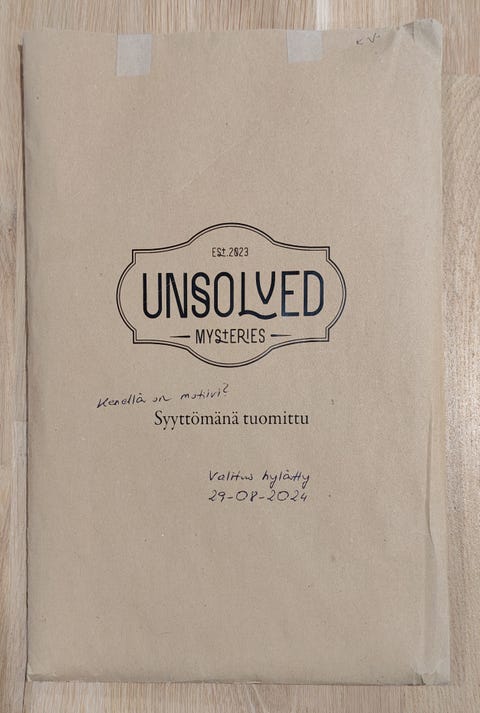 EST. 2023
UNSOLVED
MYSTERIES
Kenellä on motiivi?
Syyttömänä tuomittu
Valitus hylätty
29-08-2024